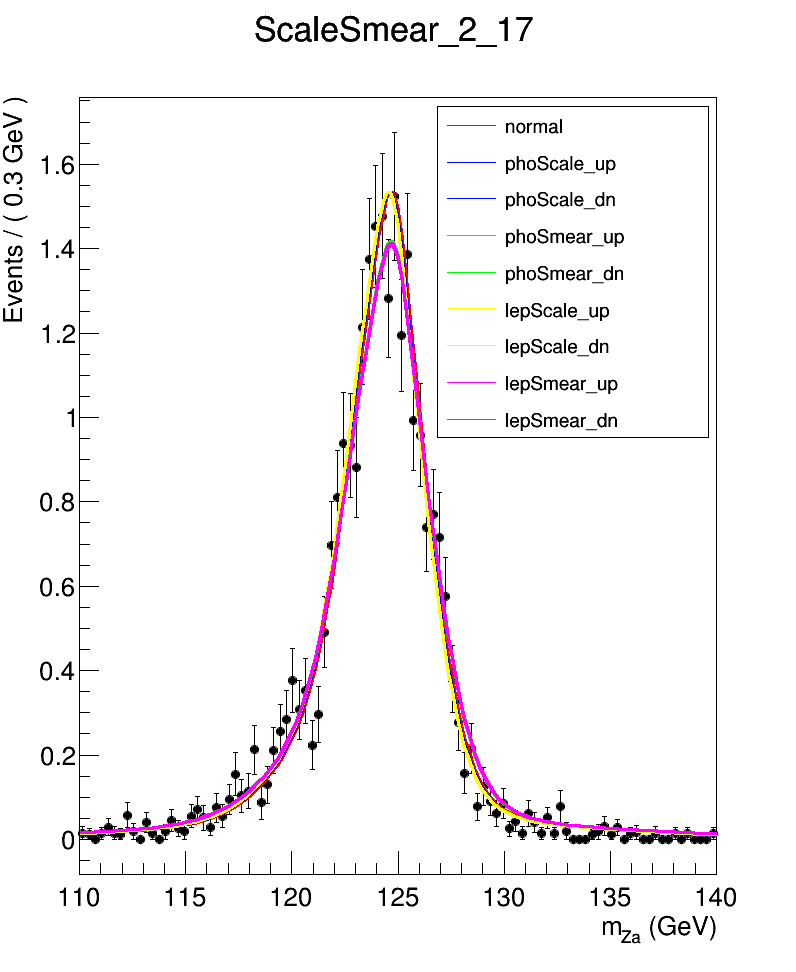 ScaleSmear_2_17
Events / ( 0.3 GeV )
1.6
1.4
1.2
1
0.8
0.6
0.4
0.2
0
normal
phoScale_up
phoScale_dn
phoSmear_up
phoSmear_dn
lepScale_up
lepScale_dn
lepSmear_up
lepSmear_dn
110 115 120 125 130 135 140
m_Za (GeV)